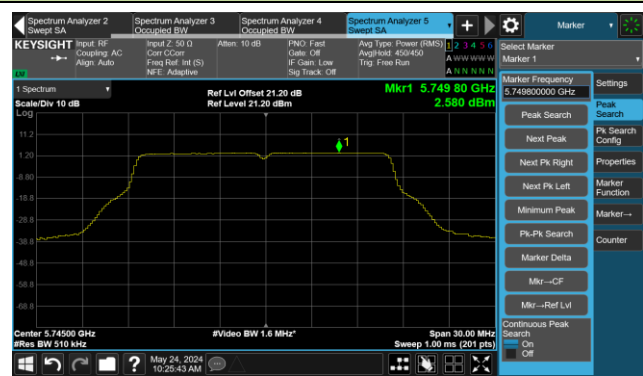 Spectrum Analyzer 2
Swept SA
Spectrum Analyzer 3
Occupied BW
Spectrum Analyzer 4
Occupied BW
Spectrum Analyzer 5
Swept SA
+
Marker
KEYSIGHT
Input: RF
Coupling: AC
Align: Auto
Input Z: 50 Ω
Corr CCorr
Freq Ref: Int (S)
NFE: Adaptive
Atten: 10 dB
PNO: Fast
Gate: Off
IF Gain: Low
Sig Track: Off
Avg Type: Power (RMS)
Avg|Hold: 450/450
Trig: Free Run
1 2 3 4 5 6
A W W W W W
A N N N N N
LXI
Select Marker
Marker 1
1 Spectrum
Scale/Div 10 dB
Log
Ref Lvl Offset 21.20 dB
Ref Level 21.20 dBm
Mkr1 5.749 80 GHz
2.580 dBm
11.2
1.20
-8.80
-18.8
-28.8
-38.8
-48.8
-58.8
-68.8
1
Center 5.74500 GHz
#Res BW 510 kHz
#Video BW 1.6 MHz*
Span 30.00 MHz
Sweep 1.00 ms (201 pts)
Marker Frequency
5.749800000 GHz
Peak Search
Next Peak
Next Pk Right
Next Pk Left
Minimum Peak
Pk-Pk Search
Marker Delta
Mkr→CF
Mkr→Ref Lvl
Continuous Peak
Search
On
Off
Settings
Peak
Search
Pk Search
Config
Properties
Marker
Function
Marker→
Counter
?
May 24, 2024
10:25:43 AM